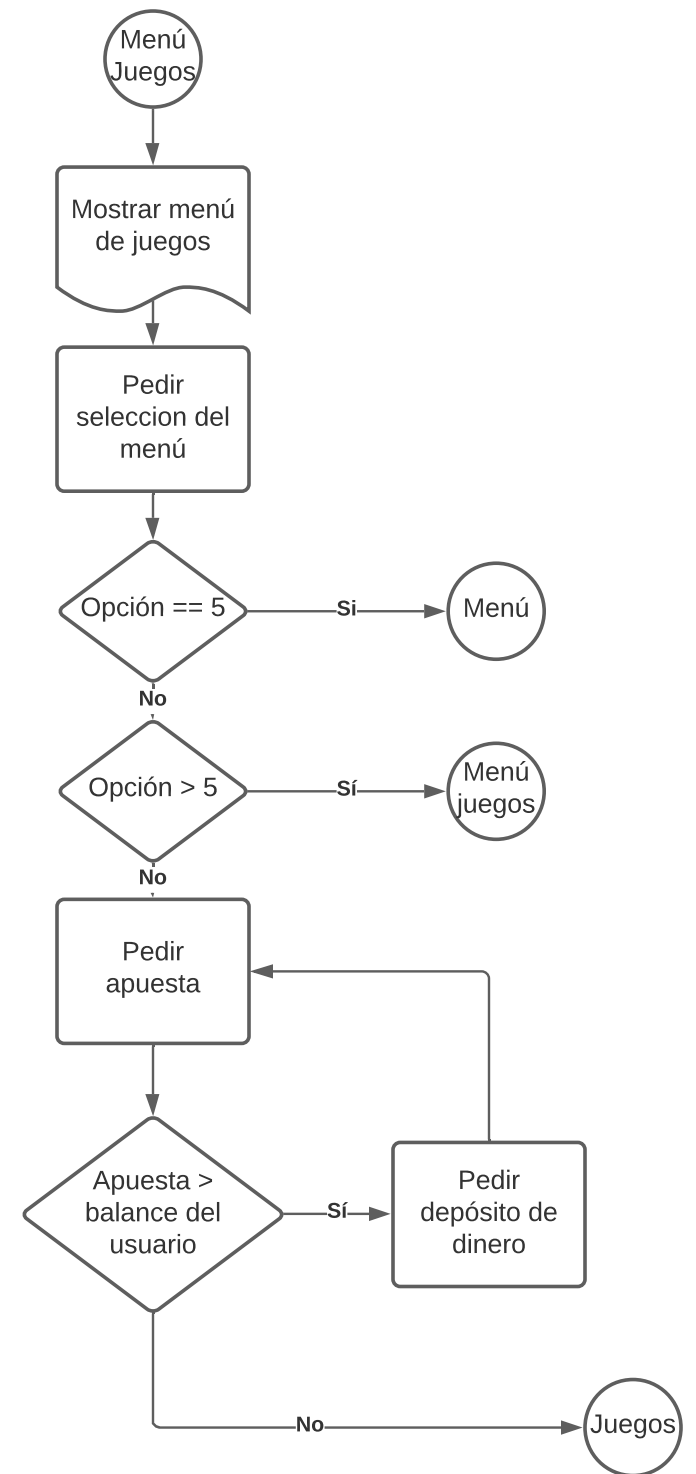 Menú
Juegos
Mostrar menú
de juegos
Pedir
seleccion del
menú
Opción == 5
Si
Menú
No
Opción > 5
Sí
Menú
juegos
No
Pedir
apuesta
Apuesta >
balance del
usuario
Sí
Pedir
depósito de
dinero
No
Juegos